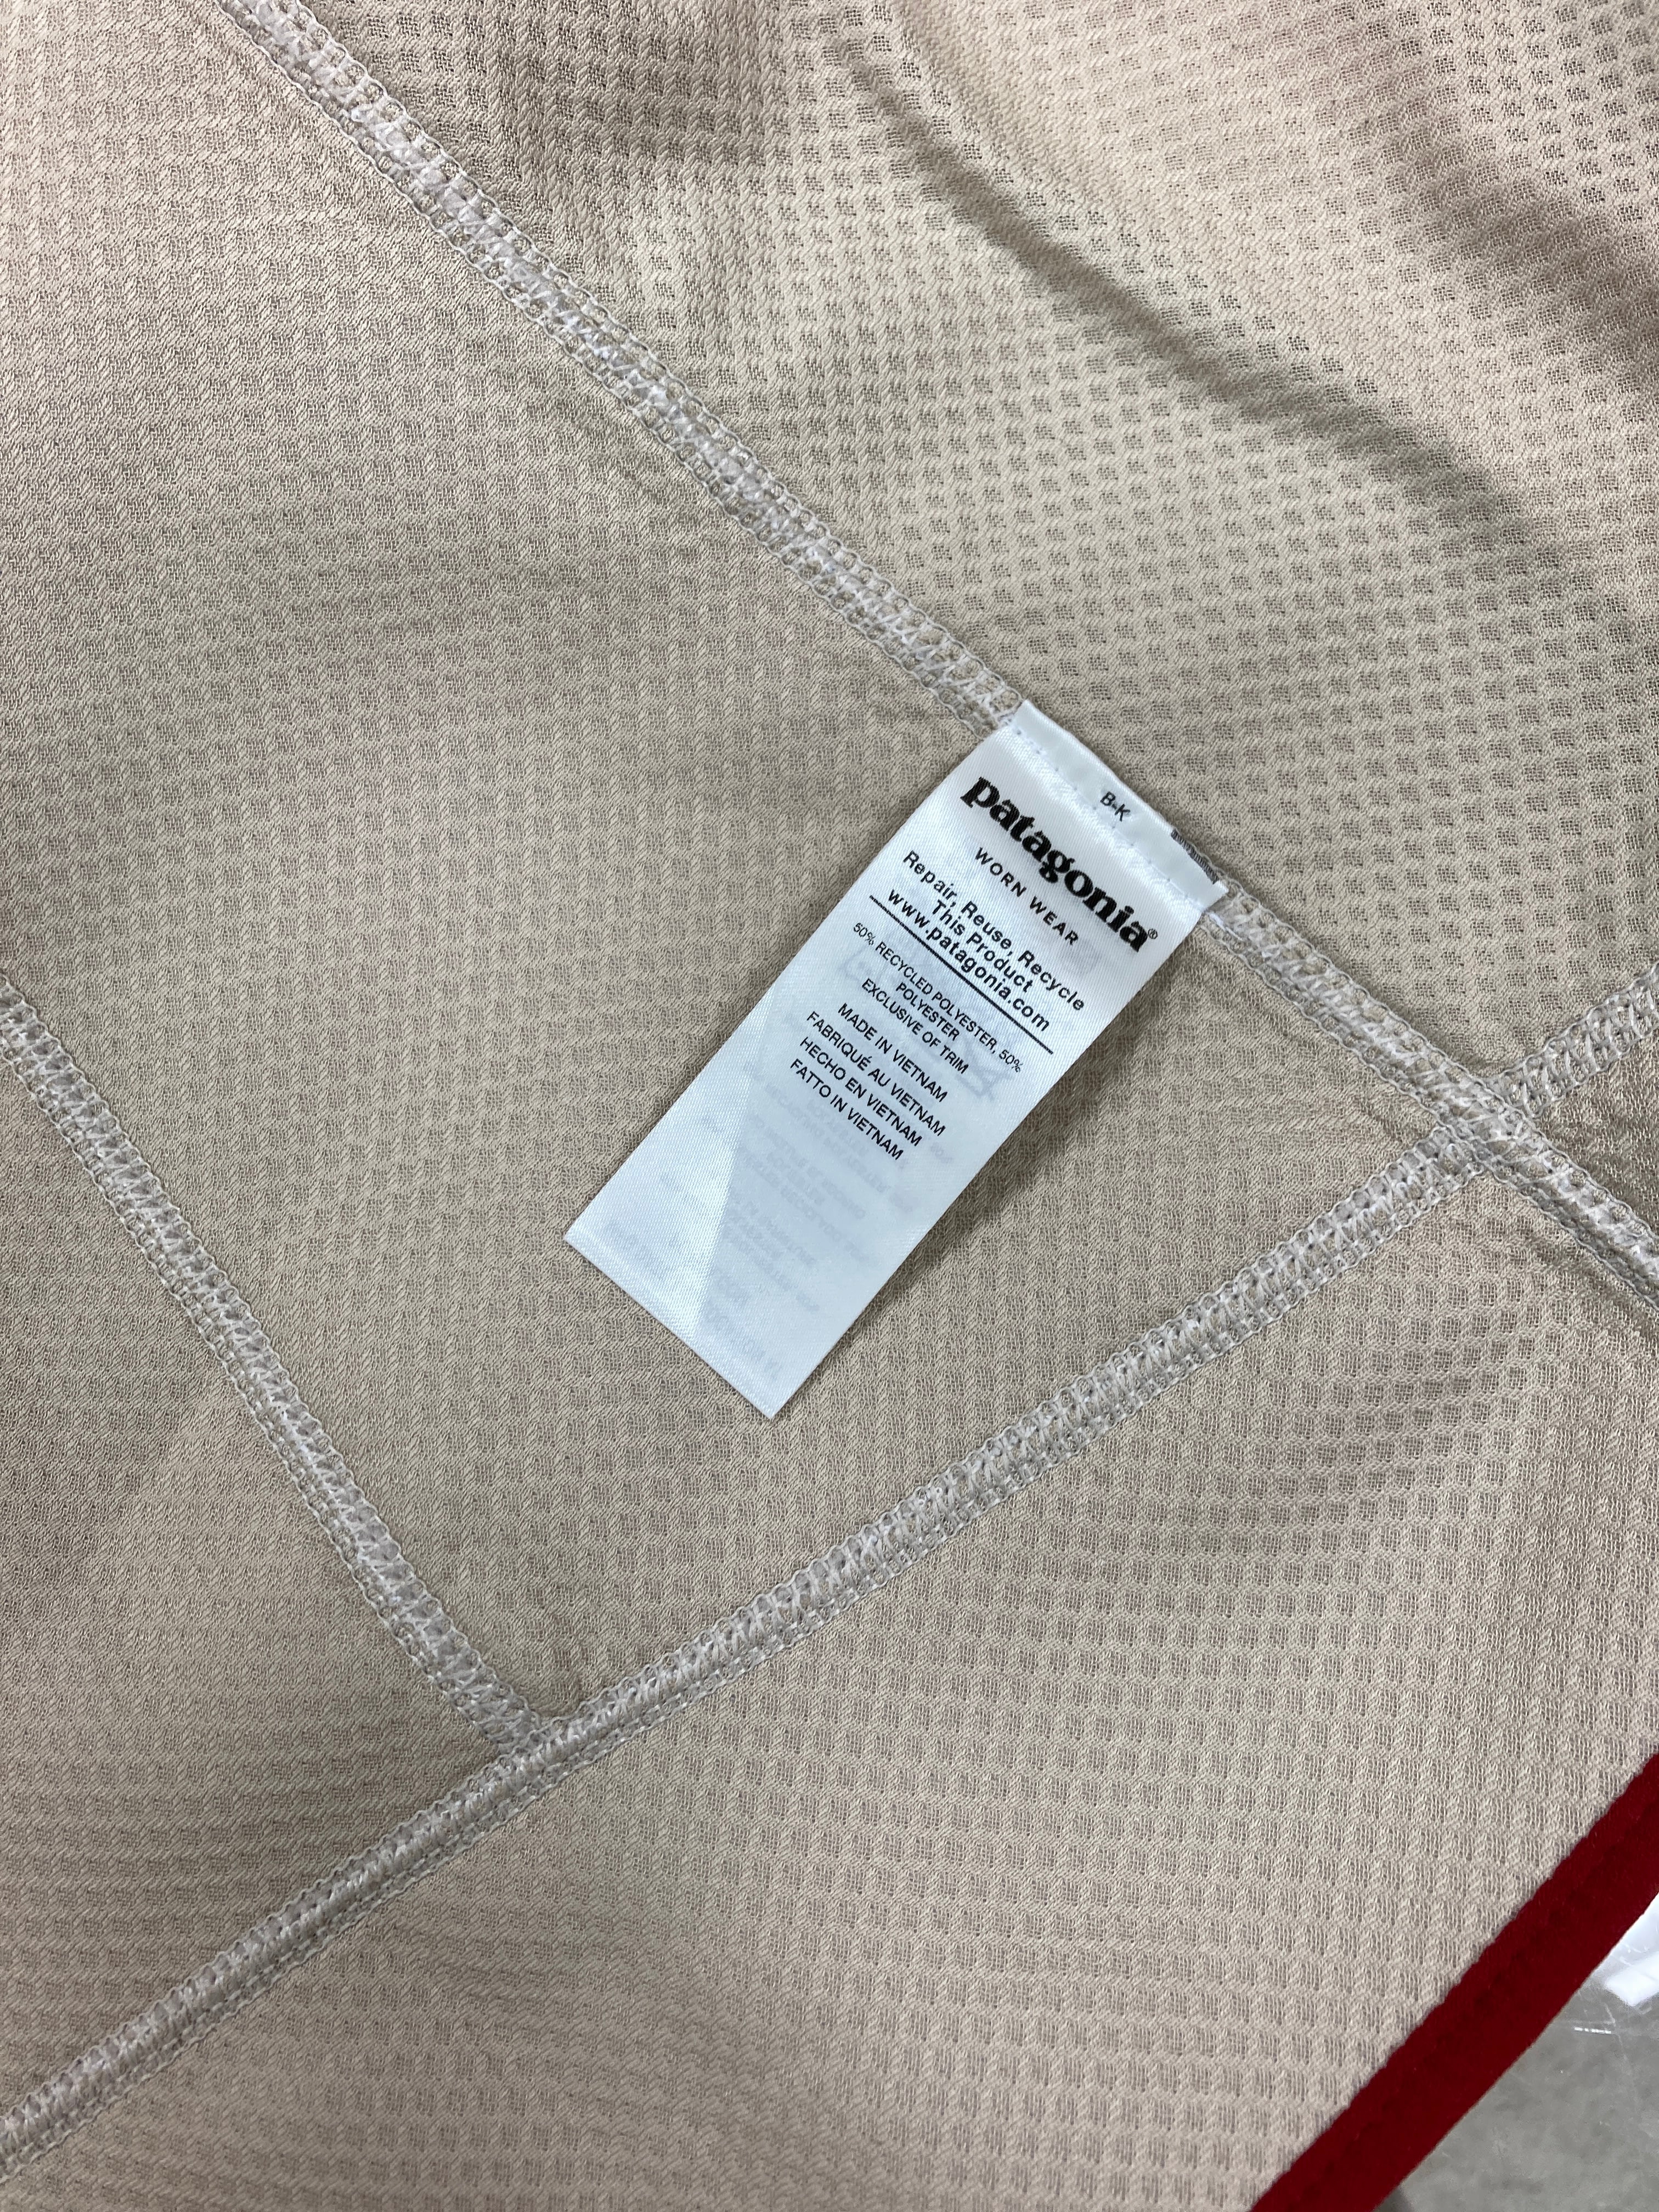 B-K
patagonia®
WORN WEAR
Repair, Reuse, Recycle
This Product
www.patagonia.com
50% RECYCLED POLYESTER, 50%
POLYESTER
EXCLUSIVE OF TRIM
MADE IN VIETNAM
FABRIQUÉ AU VIETNAM
HECHO EN VIETNAM
FATTO IN VIETNAM